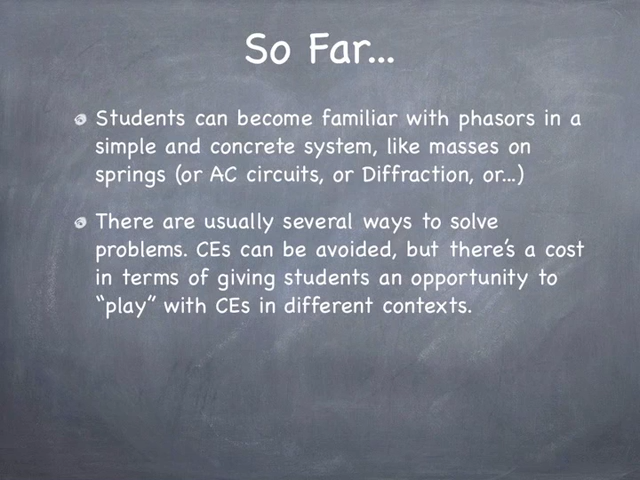 So Far...
Students can become familiar with phasors in a
simple and concrete system, like masses on
springs (or AC circuits, or Diffraction, or...)
There are usually several ways to solve
problems. CEs can be avoided, but there's a cost
in terms of giving students an opportunity to
“play” with CEs in different contexts.